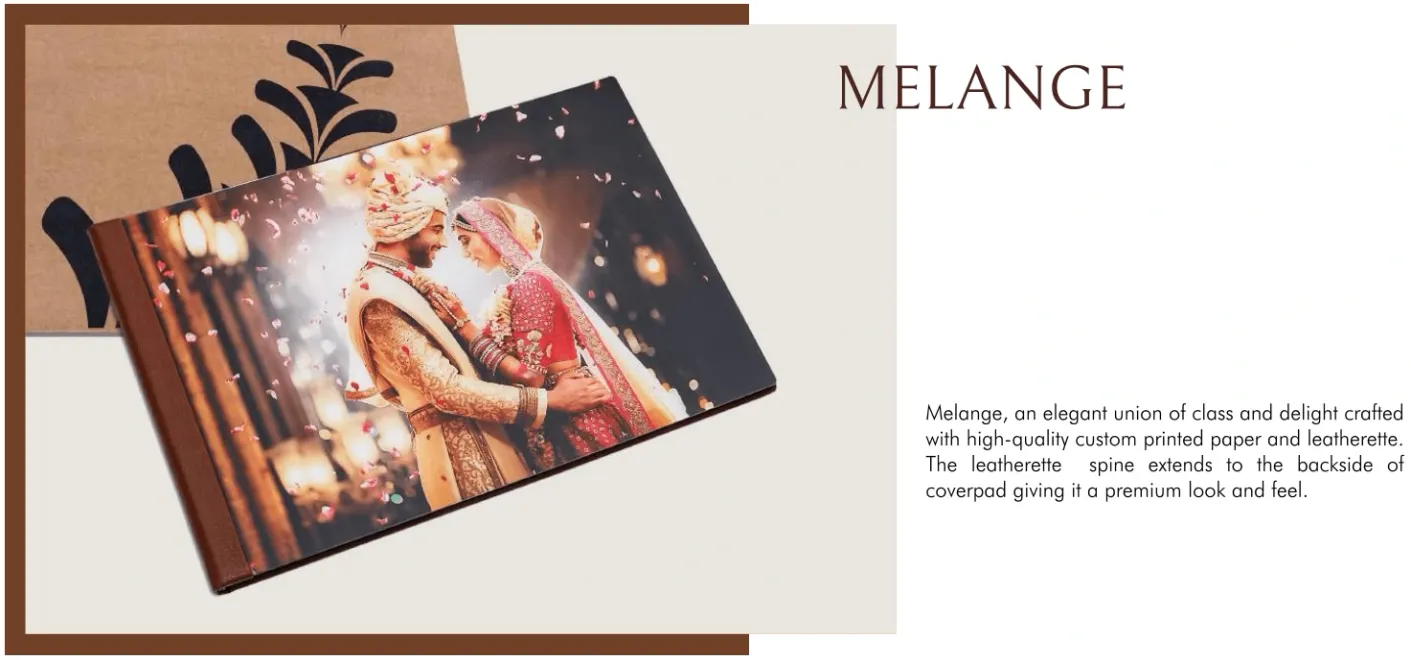 MELANGE
Melange, an elegant union of class and delight crafted
with high-quality custom printed paper and leatherette.
The leatherette  spine extends to the backside of
coverpad giving it a premium look and feel.